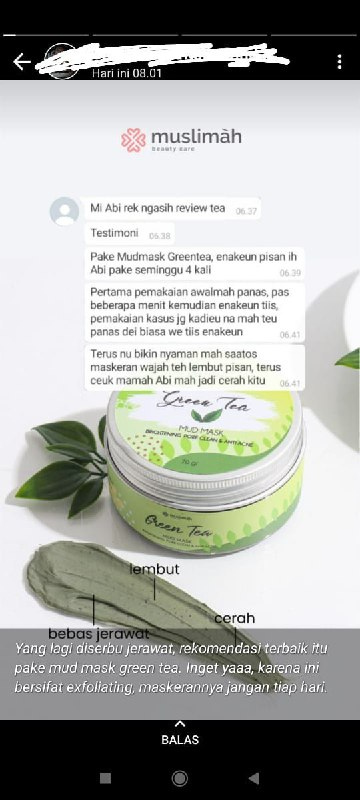 Hari ini 08.01
muslimàh
beauty care
Mi Abi rek ngasih review tea 06.37
Testimoni 06.38
Pake Mudmask Greentea, enakeun pisan ih
Abi pake seminggu 4 kali 06.39
Pertama pemakaian awalmah panas, pas
beberapa menit kemudian enakeun tiis,
pemakaian kasus jg kadieu na mah teu
panas dei biasa we tiis enakeun 06.41
Terus nu bikin nyaman mah saatos
maskeran wajah teh lembut pisan, terus
ceuk mamah Abi mah jadi cerah kitu 06.41
Green Tea
MUD MASK
BRIGHTENING, PORE CLEAN & ANTI ACNE
70 gr
muslimàh
Green Tea
MUD MASK
lembut
cerah
bebas jerawat
Yang lagi diserbu jerawat, rekomendasi terbaik itu
pake mud mask green tea. Inget yaaa, karena ini
bersifat exfoliating, maskerannya jangan tiap hari.
BALAS